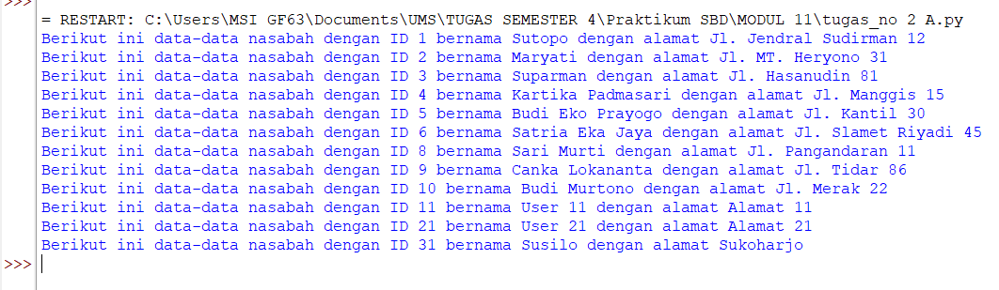 >>>
= RESTART: C:\Users\MSI GF63\Documents\UMS\TUGAS SEMESTER 4\Praktikum SBD\MODUL 11\tugas_no 2 A.py
Berikut ini data-data nasabah dengan ID 1 bernama Sutopo dengan alamat Jl. Jendral Sudirman 12
Berikut ini data-data nasabah dengan ID 2 bernama Maryati dengan alamat Jl. MT. Heryono 31
Berikut ini data-data nasabah dengan ID 3 bernama Suparman dengan alamat Jl. Hasanudin 81
Berikut ini data-data nasabah dengan ID 4 bernama Kartika Padmasari dengan alamat Jl. Manggis 15
Berikut ini data-data nasabah dengan ID 5 bernama Budi Eko Prayogo dengan alamat Jl. Kantil 30
Berikut ini data-data nasabah dengan ID 6 bernama Satria Eka Jaya dengan alamat Jl. Slamet Riyadi 45
Berikut ini data-data nasabah dengan ID 8 bernama Sari Murti dengan alamat Jl. Pangandaran 11
Berikut ini data-data nasabah dengan ID 9 bernama Canka Lokananta dengan alamat Jl. Tidar 86
Berikut ini data-data nasabah dengan ID 10 bernama Budi Murtono dengan alamat Jl. Merak 22
Berikut ini data-data nasabah dengan ID 11 bernama User 11 dengan alamat Alamat 11
Berikut ini data-data nasabah dengan ID 21 bernama User 21 dengan alamat Alamat 21
Berikut ini data-data nasabah dengan ID 31 bernama Susilo dengan alamat Sukoharjo
>>>